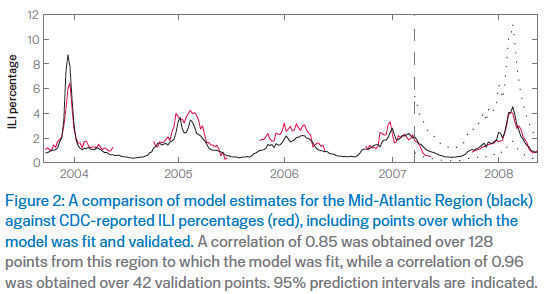 12
10
8
6
4
2
0
ILI percentage
2004 2005 2006 2007 2008
Figure 2: A comparison of model estimates for the Mid-Atlantic Region (black)
against CDC-reported ILI percentages (red), including points over which the
model was fit and validated. A correlation of 0.85 was obtained over 128
points from this region to which the model was fit, while a correlation of 0.96
was obtained over 42 validation points. 95% prediction intervals are indicated.